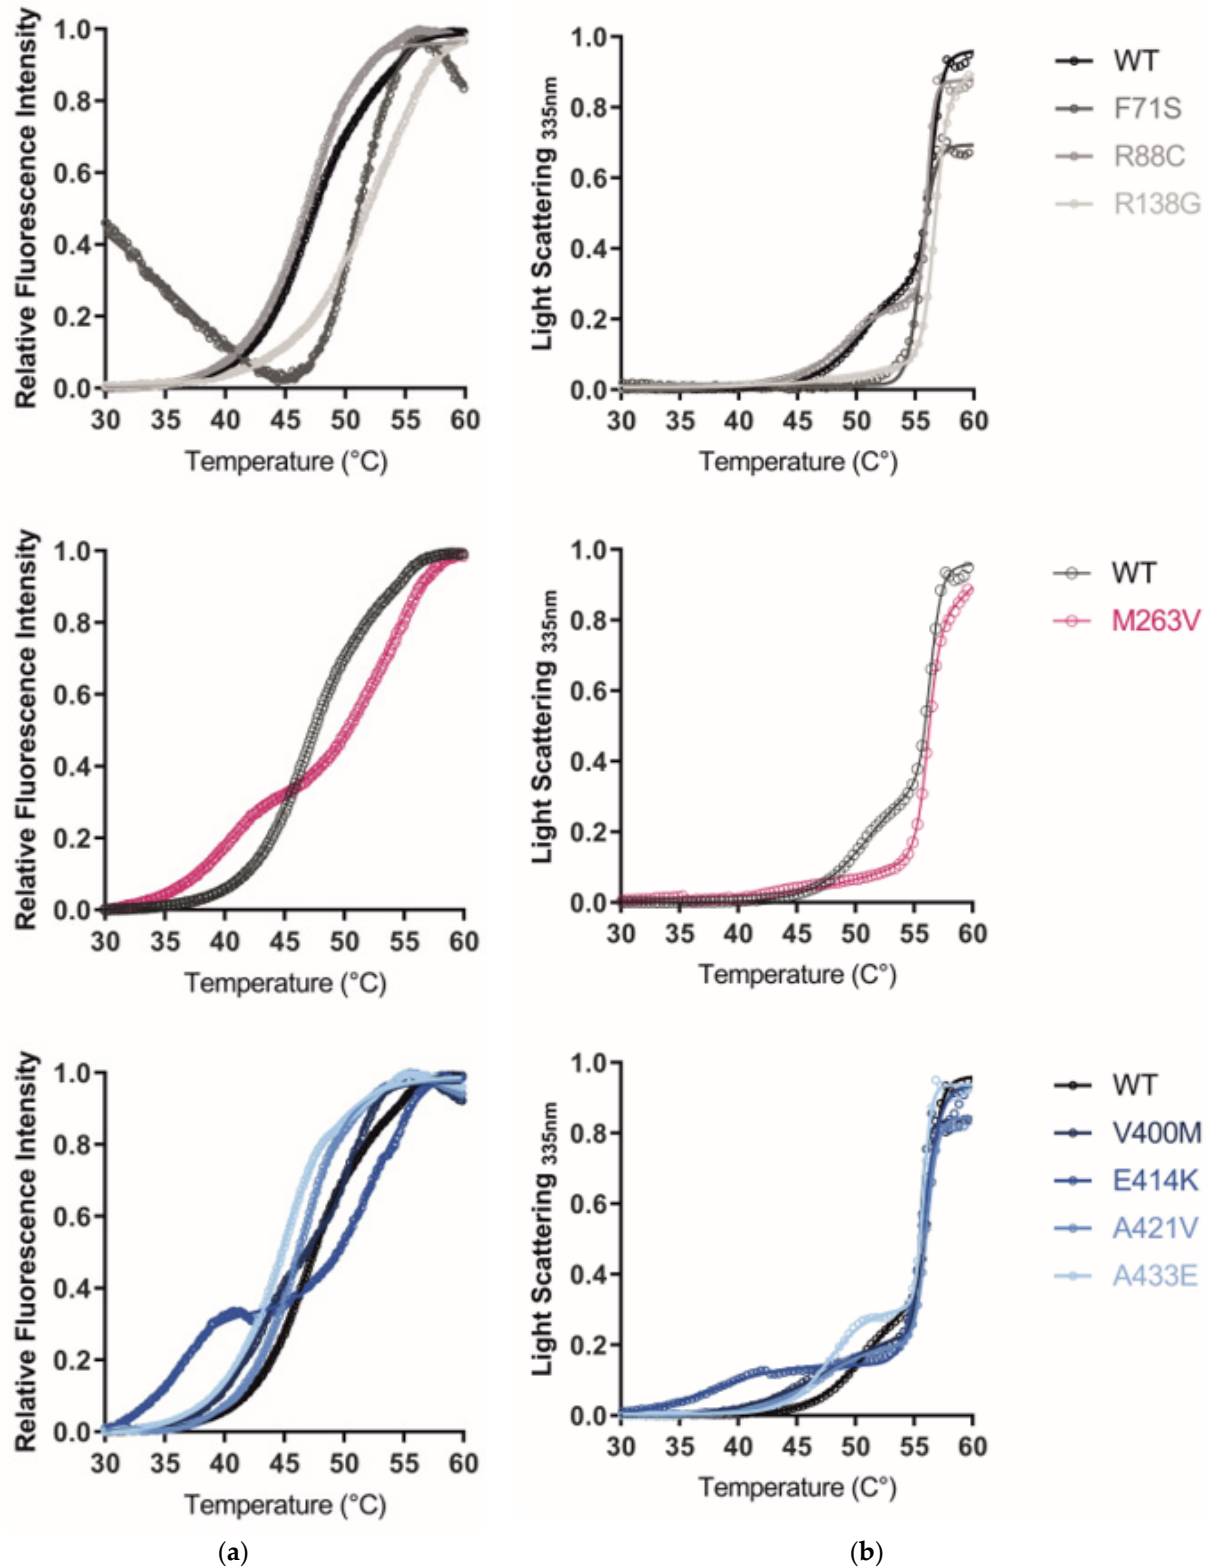 Relative Fluorescence Intensity
1.0
0.8
0.6
0.4
0.2
0.0
30 35 40 45 50 55 60
Temperature (°C)
Light Scattering 335nm
1.0
0.8
0.6
0.4
0.2
0.0
30 35 40 45 50 55 60
Temperature (C°)
WT
F71S
R88C
R138G
Relative Fluorescence Intensity
1.0
0.8
0.6
0.4
0.2
0.0
30 35 40 45 50 55 60
Temperature (°C)
Light Scattering 335nm
1.0
0.8
0.6
0.4
0.2
0.0
30 35 40 45 50 55 60
Temperature (C°)
WT
M263V
Relative Fluorescence Intensity
1.0
0.8
0.6
0.4
0.2
0.0
30 35 40 45 50 55 60
Temperature (°C)
Light Scattering 335nm
1.0
0.8
0.6
0.4
0.2
0.0
30 35 40 45 50 55 60
Temperature (C°)
WT
V400M
E414K
A421V
A433E
(a)
(b)